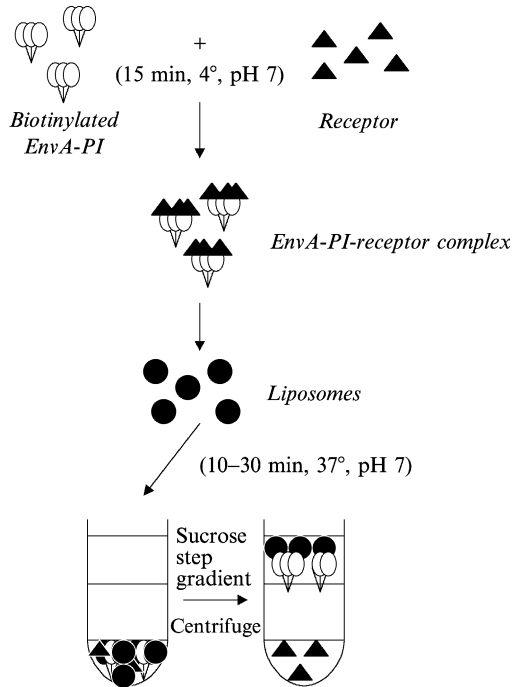 +
(15 min, 4°, pH 7)
Biotinylated
EnvA-PI
Receptor
EnvA-PI-receptor complex
Liposomes
(10–30 min, 37°, pH 7)
Sucrose
step
gradient
Centrifuge